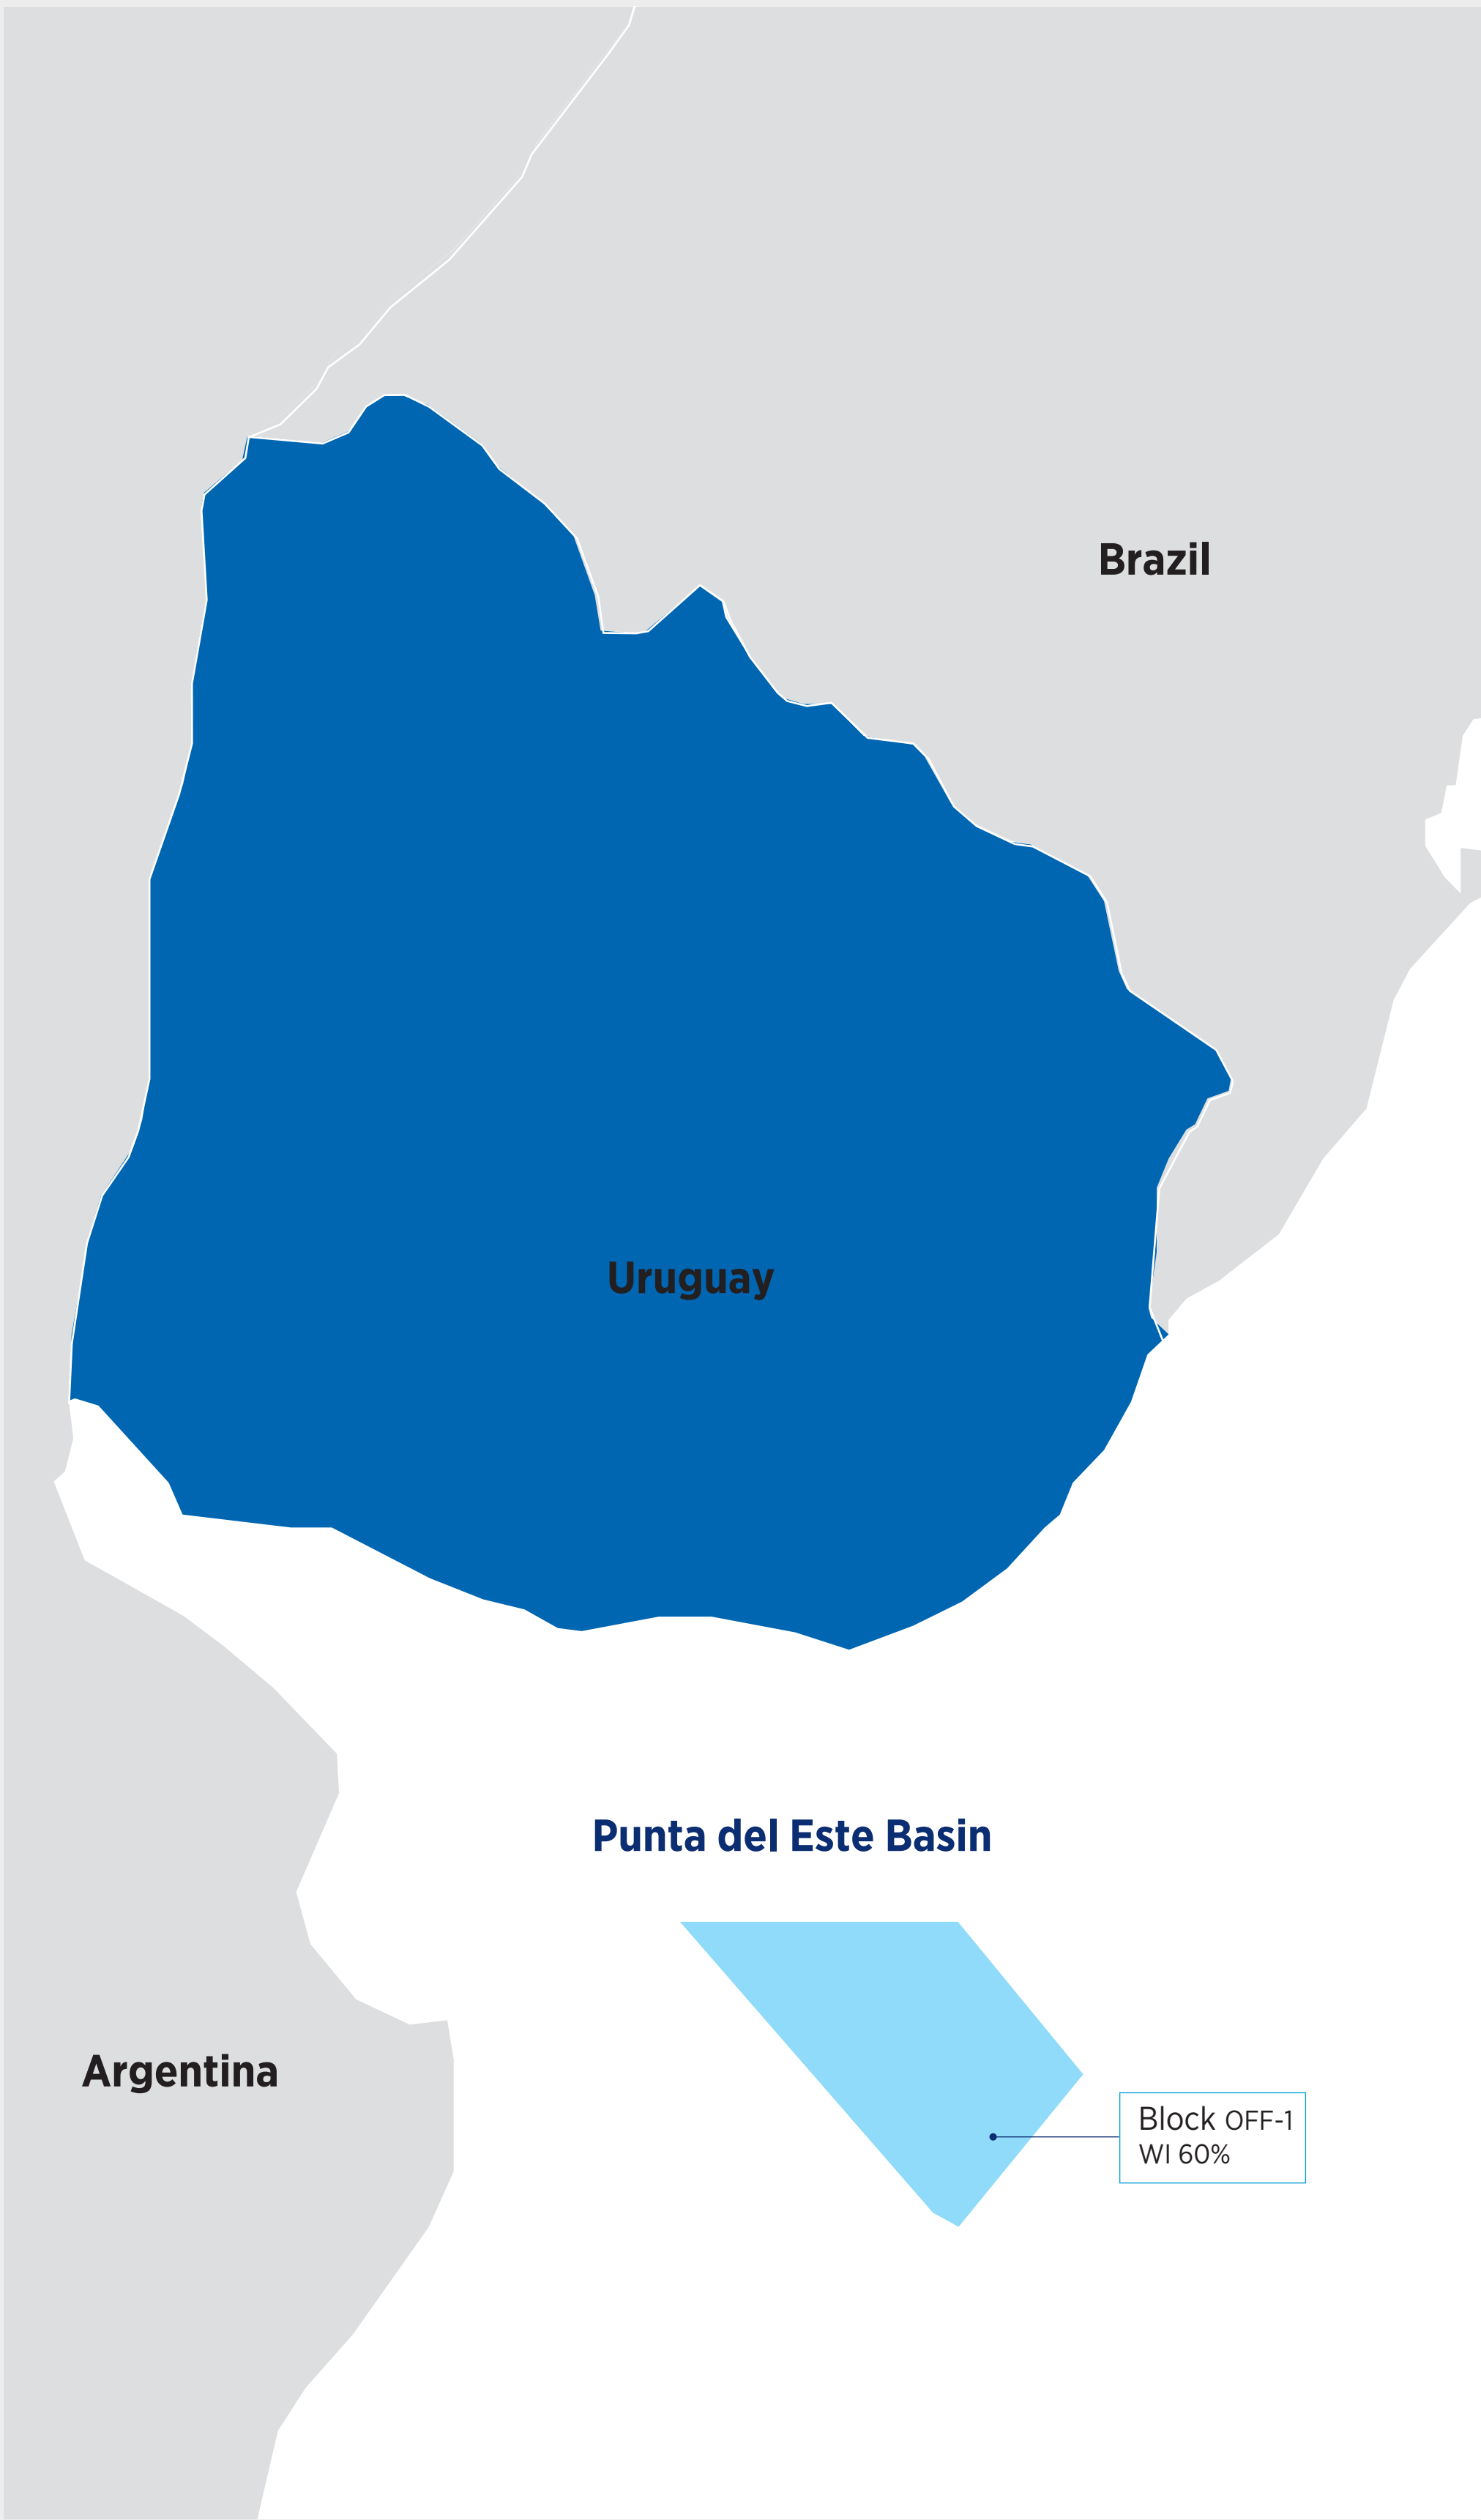 Brazil
Uruguay
Punta del Este Basin
Argentina
Block OFF-1
WI 60%